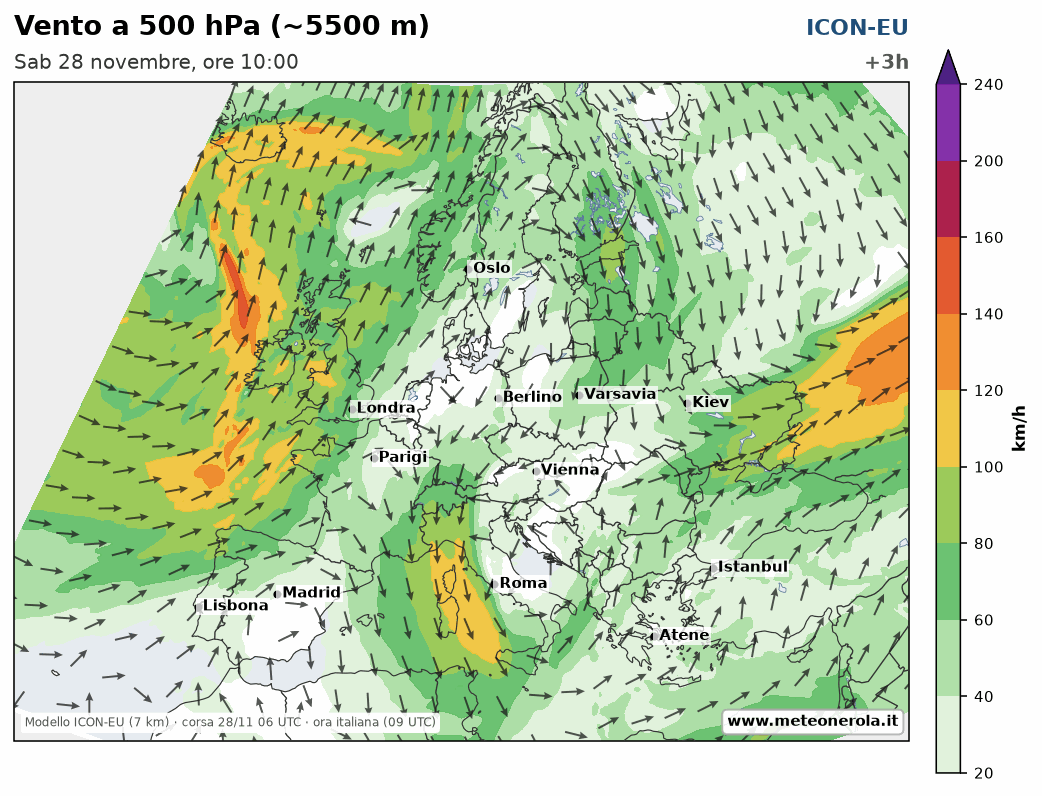 Vento a 500 hPa (~5500 m)
ICON-EU
Sab 28 novembre, ore 10:00
+3h
240
200
160
140
120
100
80
60
40
20
km/h
Oslo
Londra
Berlino
Varsavia
Kiev
Parigi
Vienna
Istanbul
Roma
Madrid
Lisbona
Atene
Modello ICON-EU (7 km) · corsa 28/11 06 UTC · ora italiana (09 UTC)
www.meteonerola.it